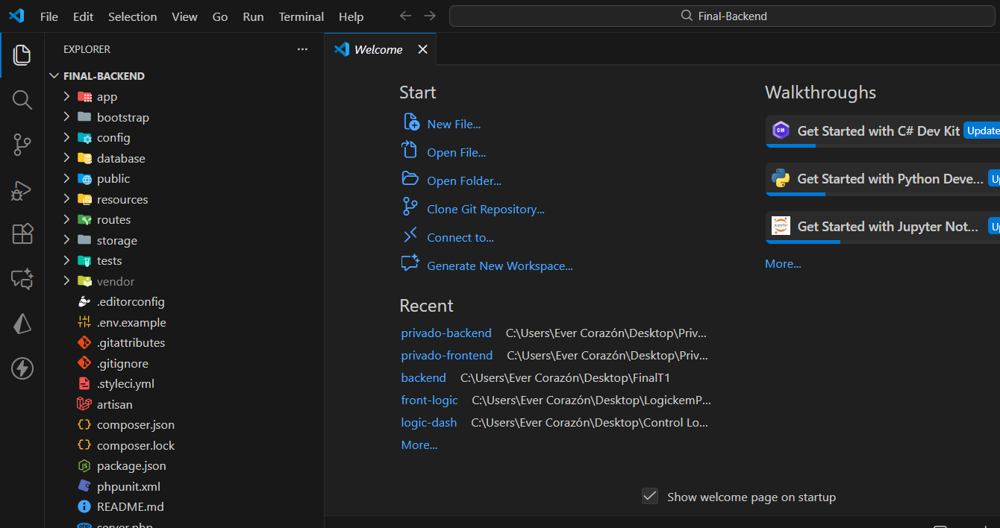 File Edit Selection View Go Run Terminal Help
Final-Backend
EXPLORER
Welcome
FINAL-BACKEND
app
bootstrap
config
database
public
resources
routes
storage
tests
vendor
.editorconfig
.env.example
.gitattributes
.gitignore
.styleci.yml
artisan
composer.json
composer.lock
package.json
phpunit.xml
README.md
server.php
Start
New File...
Open File...
Open Folder...
Clone Git Repository...
Connect to...
Generate New Workspace...
Recent
privado-backend C:\Users\Ever Corazón\Desktop\Priv...
privado-frontend C:\Users\Ever Corazón\Desktop\Priv...
backend C:\Users\Ever Corazón\Desktop\FinalT1
front-logic C:\Users\Ever Corazón\Desktop\LogickemP...
logic-dash C:\Users\Ever Corazón\Desktop\Control Lo...
More...
Walkthroughs
Get Started with C# Dev Kit Update
Get Started with Python Deve... Up
Get Started with Jupyter Not... Up
More...
Show welcome page on startup